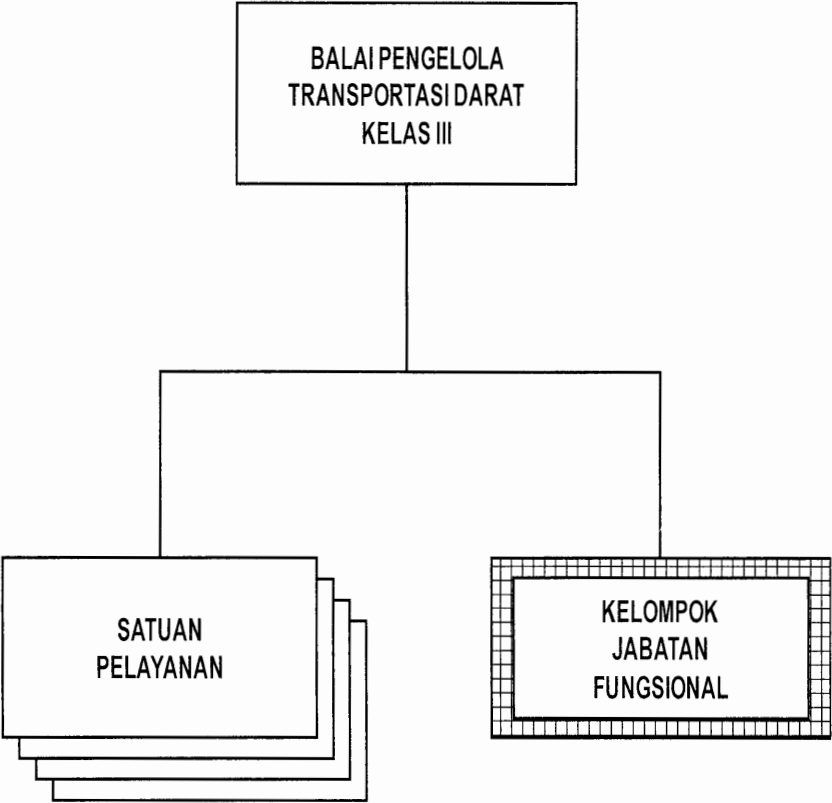 BALAI PENGELOLA
TRANSPORTASI DARAT
KELAS III
SATUAN
PELAYANAN
KELOMPOK
JABATAN
FUNGSIONAL